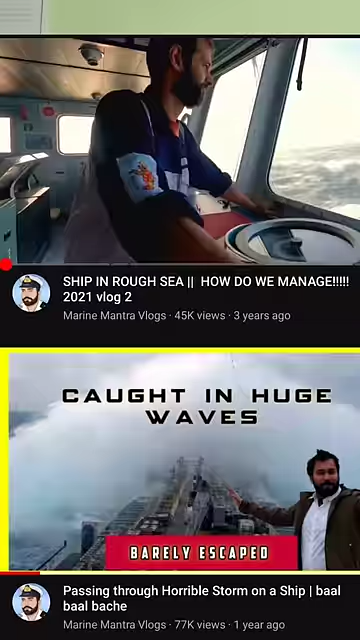 SHIP IN ROUGH SEA || HOW DO WE MANAGE!!!!!
2021 vlog 2
Marine Mantra Vlogs · 45K views · 3 years ago
CAUGHT IN HUGE
WAVES
BARELY ESCAPED
Passing through Horrible Storm on a Ship | baal
baal bache
Marine Mantra Vlogs · 77K views · 1 year ago